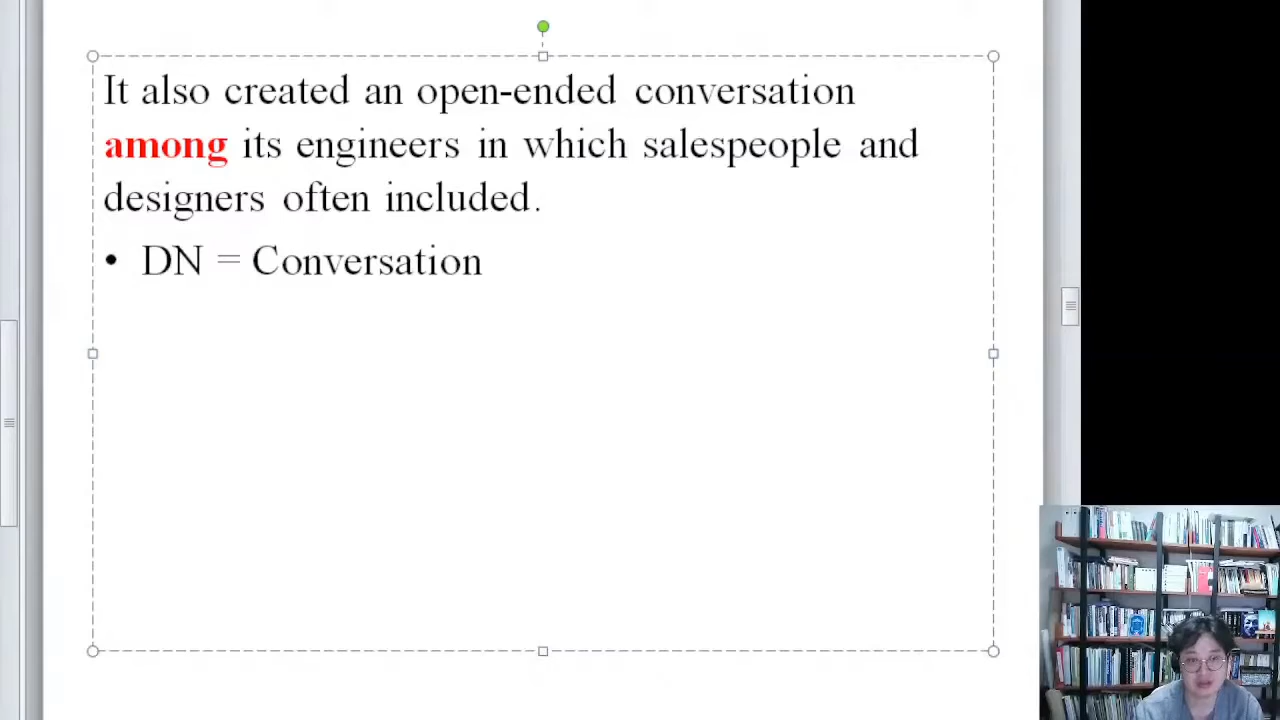 It also created an open-ended conversation
among its engineers in which salespeople and
designers often included.
• DN = Conversation